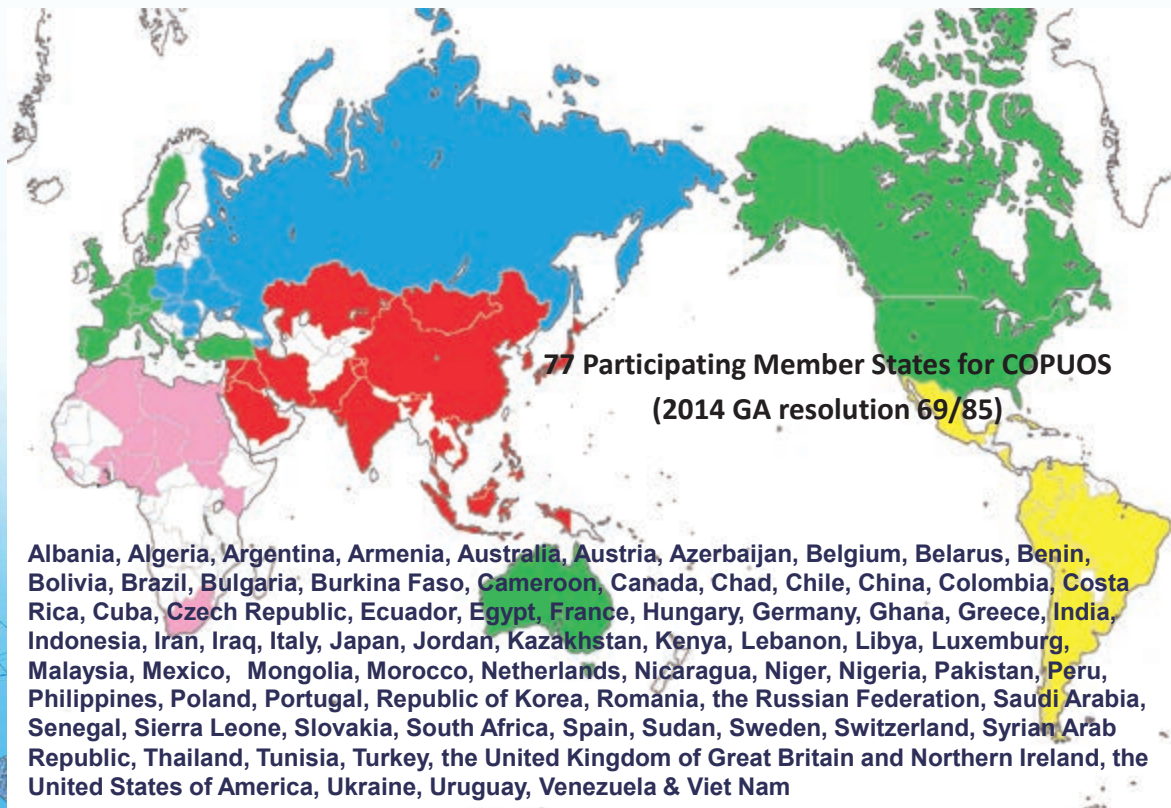 77 Participating Member States for COPUOS
(2014 GA resolution 69/85)
Albania, Algeria, Argentina, Armenia, Australia, Austria, Azerbaijan, Belgium, Belarus, Benin,
Bolivia, Brazil, Bulgaria, Burkina Faso, Cameroon, Canada, Chad, Chile, China, Colombia, Costa
Rica, Cuba, Czech Republic, Ecuador, Egypt, France, Hungary, Germany, Ghana, Greece, India,
Indonesia, Iran, Iraq, Italy, Japan, Jordan, Kazakhstan, Kenya, Lebanon, Libya, Luxemburg,
Malaysia, Mexico, Mongolia, Morocco, Netherlands, Nicaragua, Niger, Nigeria, Pakistan, Peru,
Philippines, Poland, Portugal, Republic of Korea, Romania, the Russian Federation, Saudi Arabia,
Senegal, Sierra Leone, Slovakia, South Africa, Spain, Sudan, Sweden, Switzerland, Syrian Arab
Republic, Thailand, Tunisia, Turkey, the United Kingdom of Great Britain and Northern Ireland, the
United States of America, Ukraine, Uruguay, Venezuela & Viet Nam